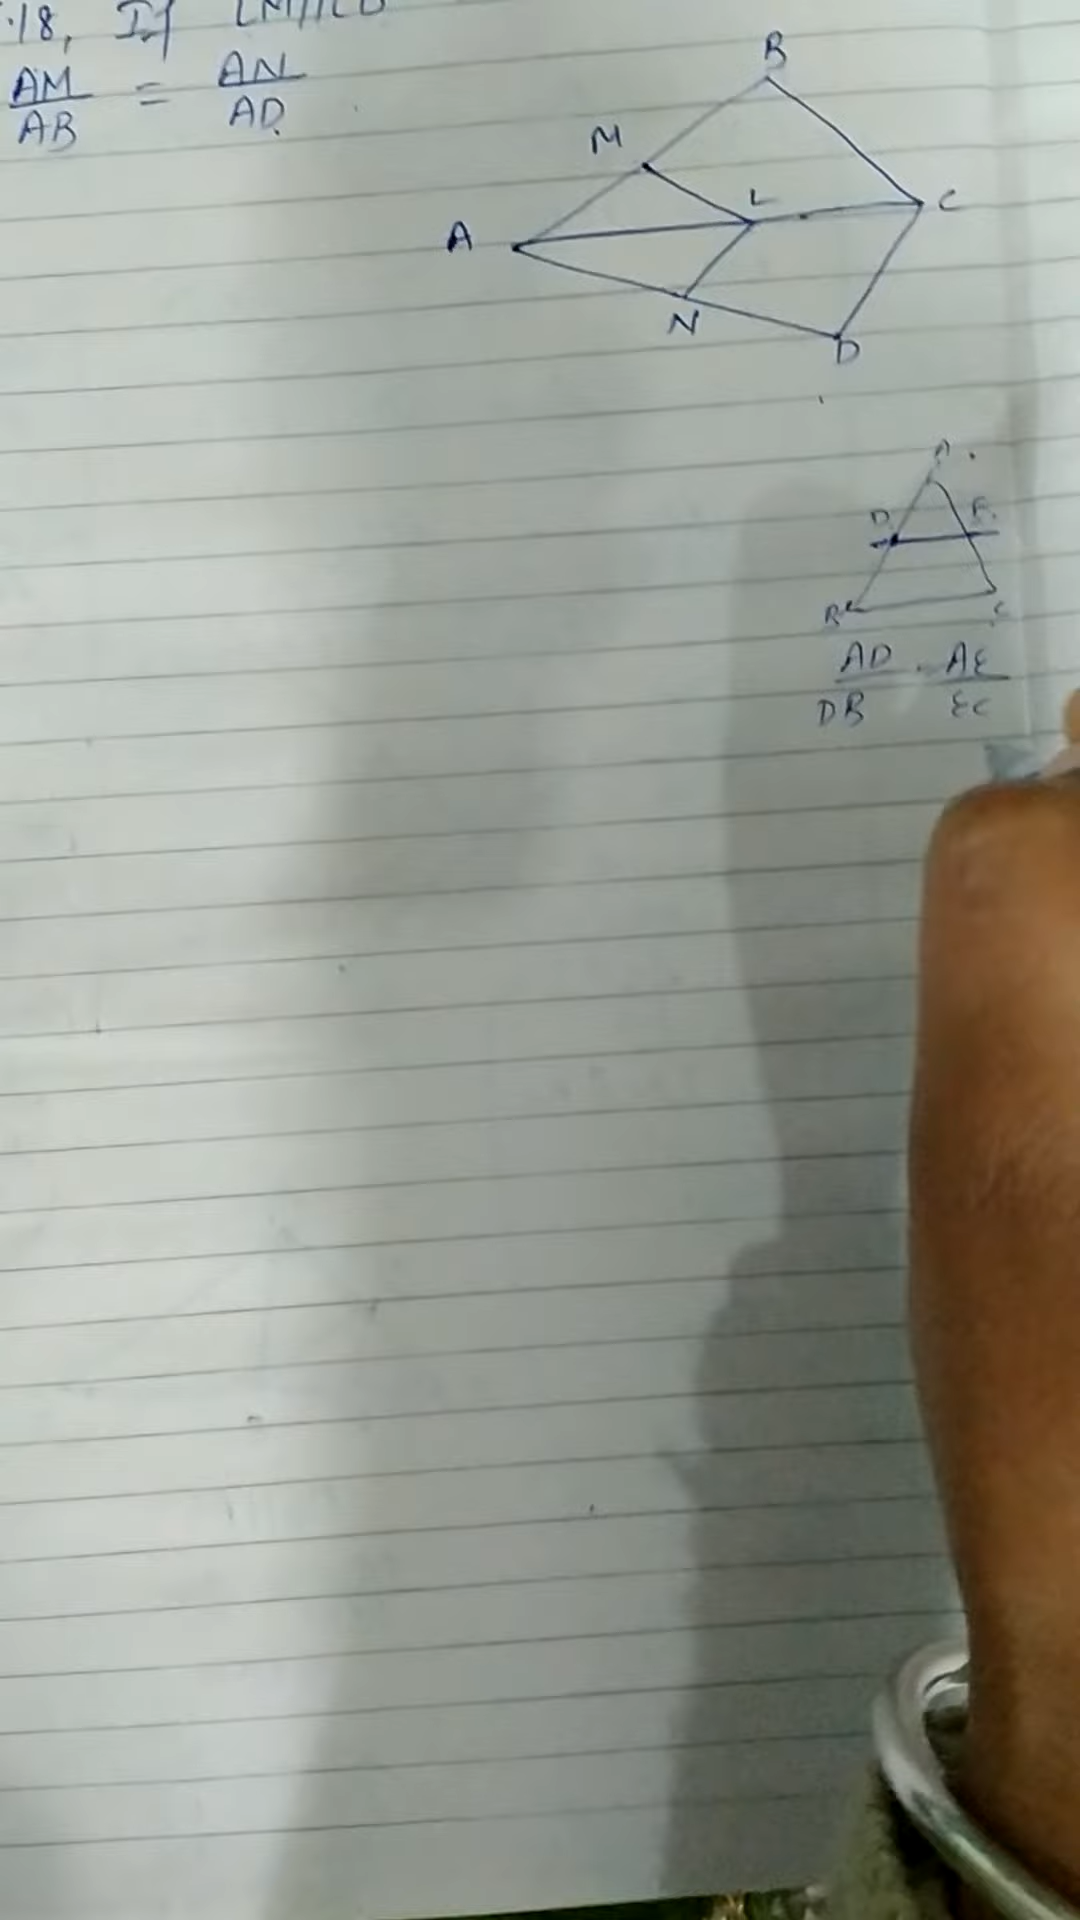 .18, If LM||CB
AM/AB = AN/AD.
B
M
L
C
A
N
D
A.
D E.
B C
AD/DB = AE/EC